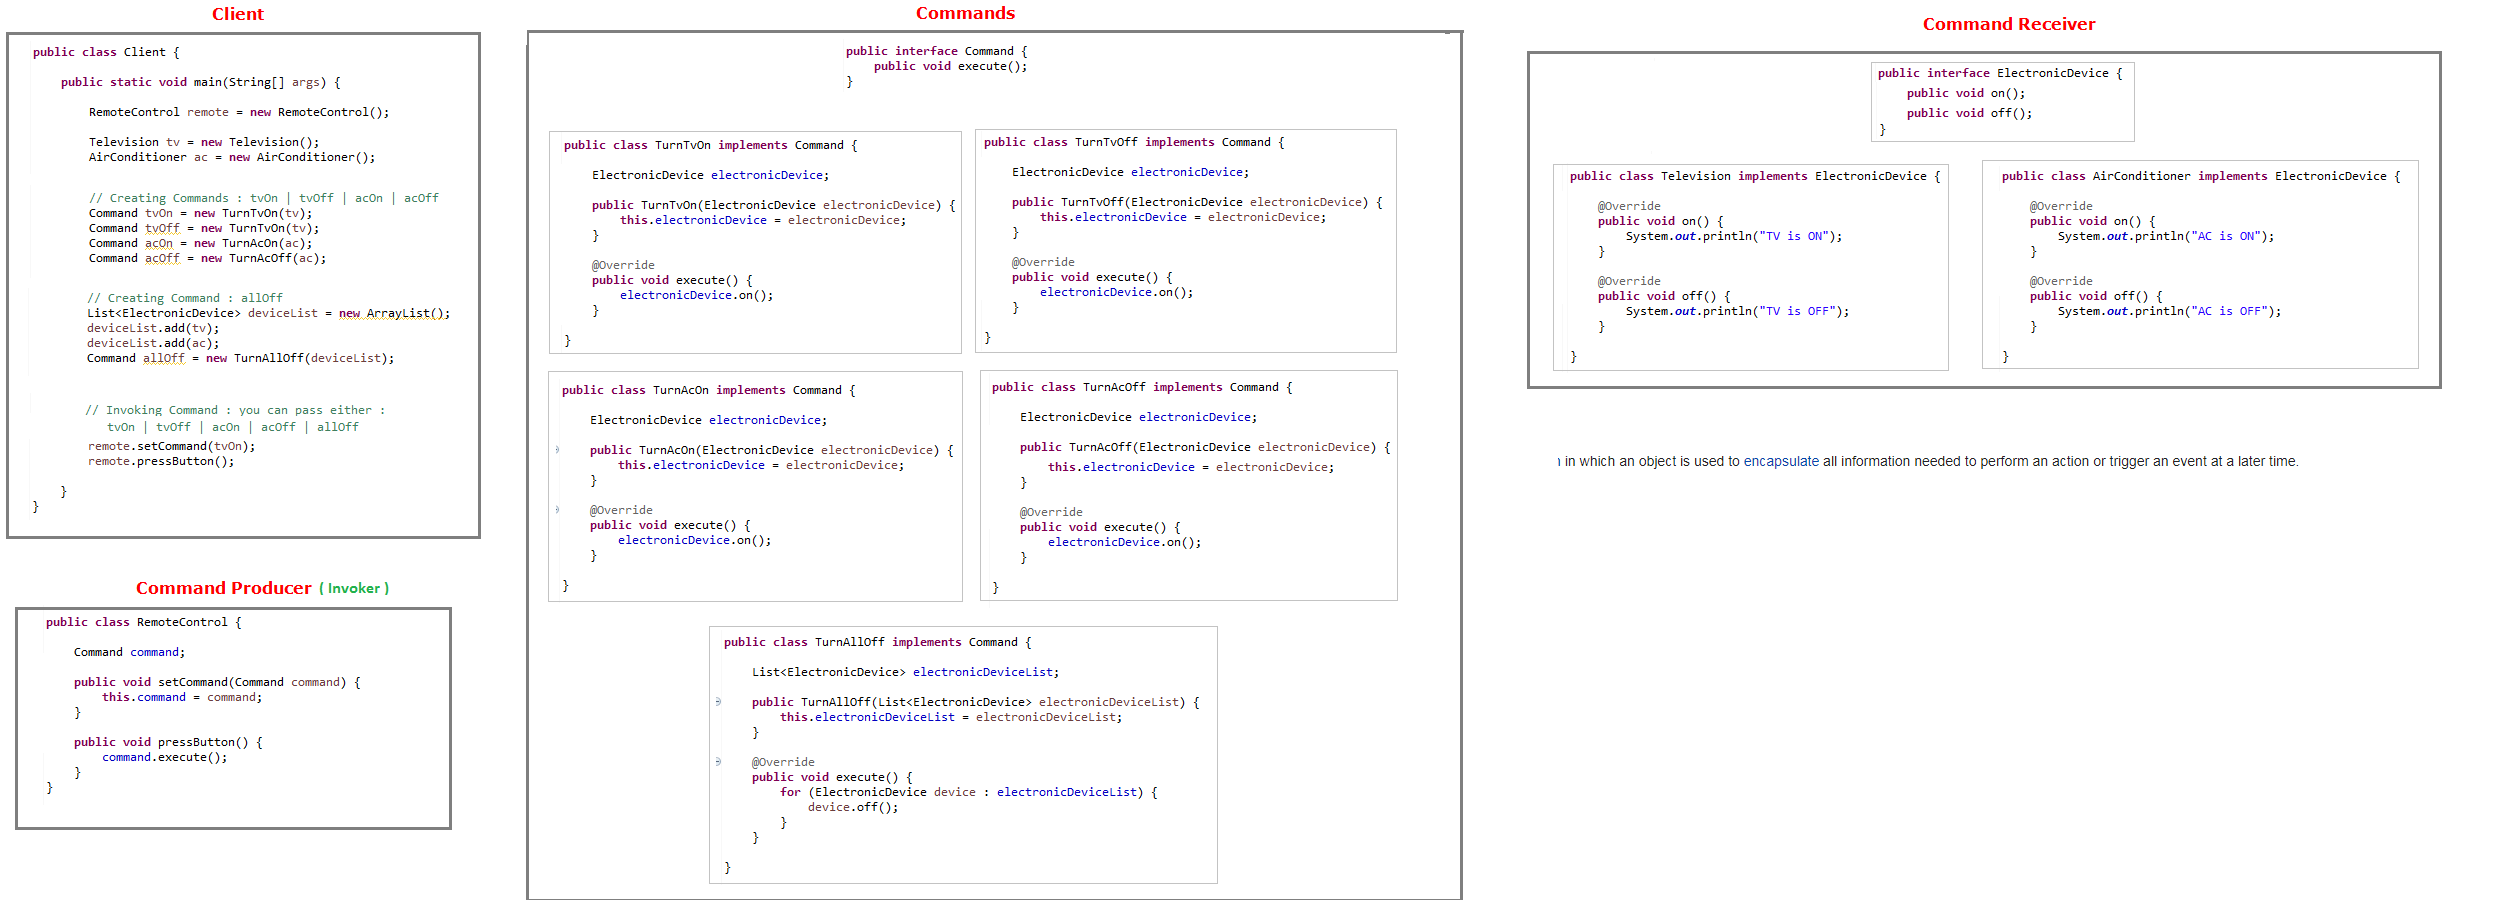 Client
public class Client {
public static void main(String[] args) {
RemoteControl remote = new RemoteControl();
Television tv = new Television();
AirConditioner ac = new AirConditioner();
// Creating Commands : tvOn | tvOff | acOn | acOff
Command tvOn = new TurnTvOn(tv);
Command tvOff = new TurnTvOn(tv);
Command acOn = new TurnAcOn(ac);
Command acOff = new TurnAcOff(ac);
// Creating Command : allOff
List<ElectronicDevice> deviceList = new ArrayList();
deviceList.add(tv);
deviceList.add(ac);
Command allOff = new TurnAllOff(deviceList);
// Invoking Command : you can pass either :
tvOn | tvOff | acOn | acOff | allOff
remote.setCommand(tvOn);
remote.pressButton();
}
}
Command Producer ( Invoker )
public class RemoteControl {
Command command;
public void setCommand(Command command) {
this.command = command;
}
public void pressButton() {
command.execute();
}
}
Commands
public interface Command {
public void execute();
}
public class TurnTvOn implements Command {
ElectronicDevice electronicDevice;
public TurnTvOn(ElectronicDevice electronicDevice) {
this.electronicDevice = electronicDevice;
}
@Override
public void execute() {
electronicDevice.on();
}
}
public class TurnTvOff implements Command {
ElectronicDevice electronicDevice;
public TurnTvOff(ElectronicDevice electronicDevice) {
this.electronicDevice = electronicDevice;
}
@Override
public void execute() {
electronicDevice.on();
}
}
public class TurnAcOn implements Command {
ElectronicDevice electronicDevice;
public TurnAcOn(ElectronicDevice electronicDevice) {
this.electronicDevice = electronicDevice;
}
@Override
public void execute() {
electronicDevice.on();
}
}
public class TurnAcOff implements Command {
ElectronicDevice electronicDevice;
public TurnAcOff(ElectronicDevice electronicDevice) {
this.electronicDevice = electronicDevice;
}
@Override
public void execute() {
electronicDevice.on();
}
}
public class TurnAllOff implements Command {
List<ElectronicDevice> electronicDeviceList;
public TurnAllOff(List<ElectronicDevice> electronicDeviceList) {
this.electronicDeviceList = electronicDeviceList;
}
@Override
public void execute() {
for (ElectronicDevice device : electronicDeviceList) {
device.off();
}
}
}
Command Receiver
public interface ElectronicDevice {
public void on();
public void off();
}
public class Television implements ElectronicDevice {
@Override
public void on() {
System.out.println("TV is ON");
}
@Override
public void off() {
System.out.println("TV is OFF");
}
}
public class AirConditioner implements ElectronicDevice {
@Override
public void on() {
System.out.println("AC is ON");
}
@Override
public void off() {
System.out.println("AC is OFF");
}
}
in which an object is used to encapsulate all information needed to perform an action or trigger an event at a later time.